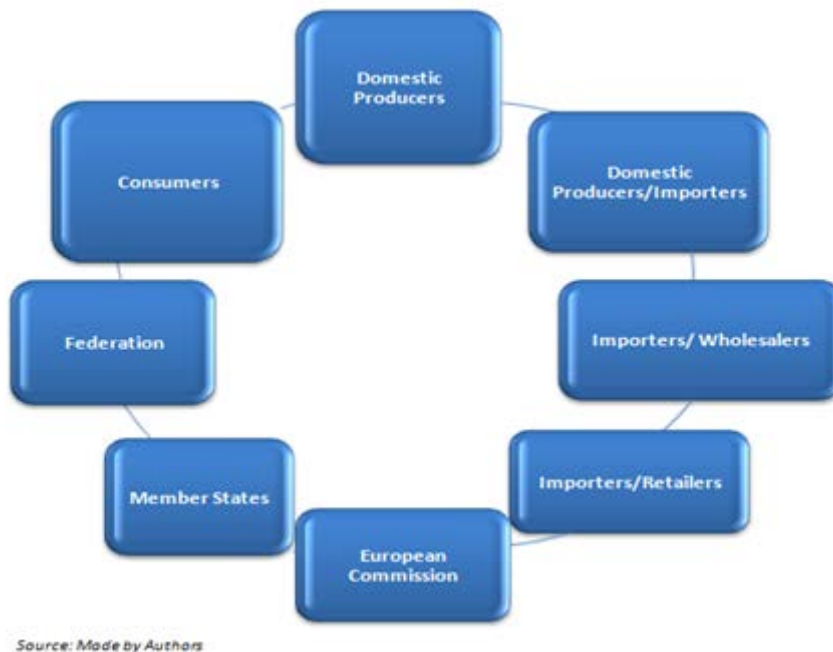 Domestic
Producers
Domestic
Producers/Importers
Importers/ Wholesalers
Importers/Retailers
European
Commission
Member States
Federation
Consumers
Source: Made by Authors